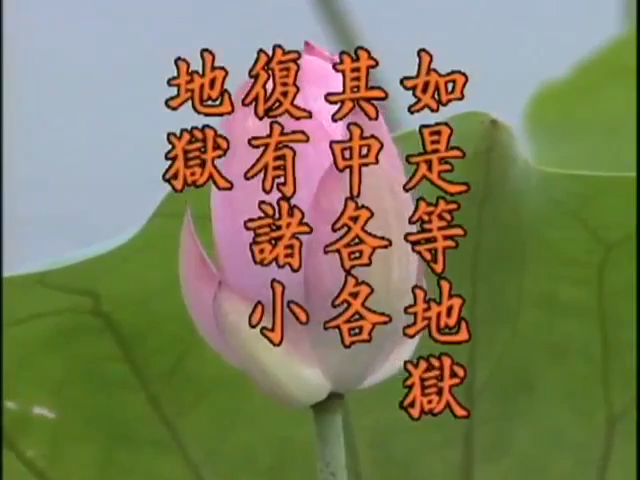 如是等地獄
其中各各
復有諸小
地獄